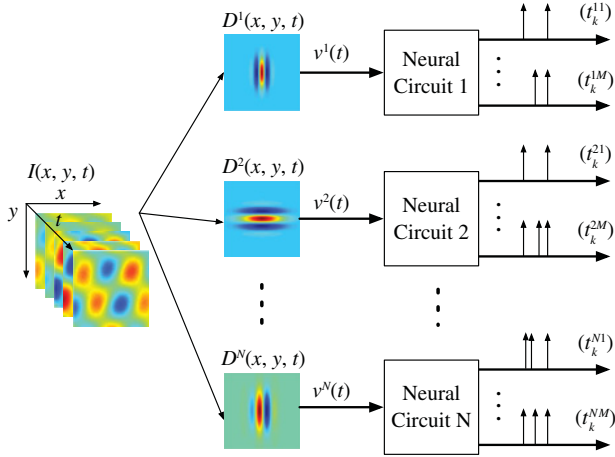 D¹(x, y, t)
v¹(t)
Neural
Circuit 1
(t_k^{11})
(t_k^{1M})
I(x, y, t)
x
y
t
D²(x, y, t)
v²(t)
Neural
Circuit 2
(t_k^{21})
(t_k^{2M})
D^N(x, y, t)
v^N(t)
Neural
Circuit N
(t_k^{N1})
(t_k^{NM})